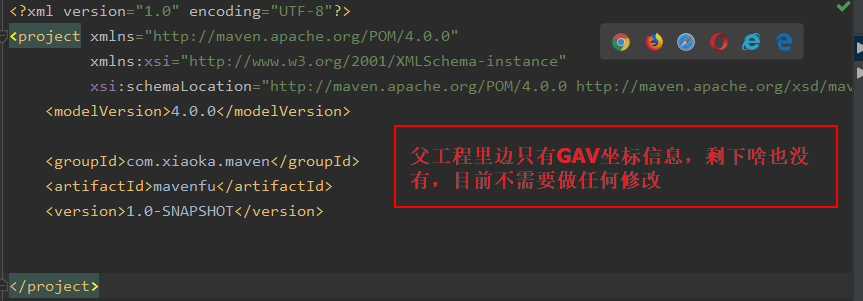 <?xml version="1.0" encoding="UTF-8"?>
<project xmlns="http://maven.apache.org/POM/4.0.0"
xmlns:xsi="http://www.w3.org/2001/XMLSchema-instance"
xsi:schemaLocation="http://maven.apache.org/POM/4.0.0 http://maven.apache.org/xsd/mav
<modelVersion>4.0.0</modelVersion>
<groupId>com.xiaoka.maven</groupId>
<artifactId>mavenfu</artifactId>
<version>1.0-SNAPSHOT</version>
父工程里边只有GAV坐标信息，剩下啥也没
有，目前不需要做任何修改
</project>